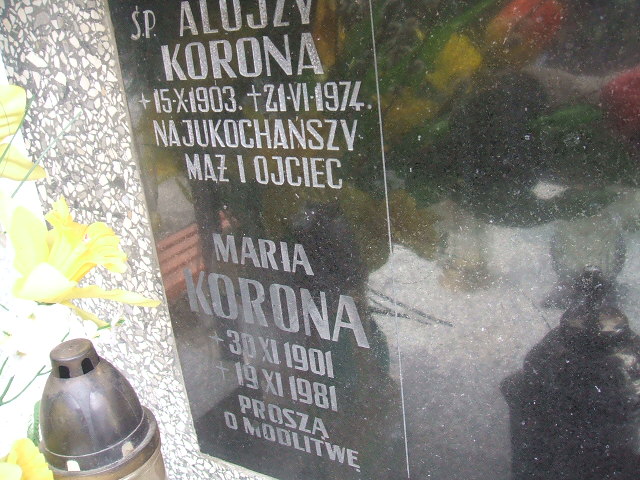 Ś.P. ALOJZY
KORONA
+15·X·1903. +21·VI·1974.
NAJUKOCHAŃSZY
MĄŻ I OJCIEC
MARIA
KORONA
+ 30 XI 1901
+ 19 XI 1981
PROSZĄ
O MODLITWĘ